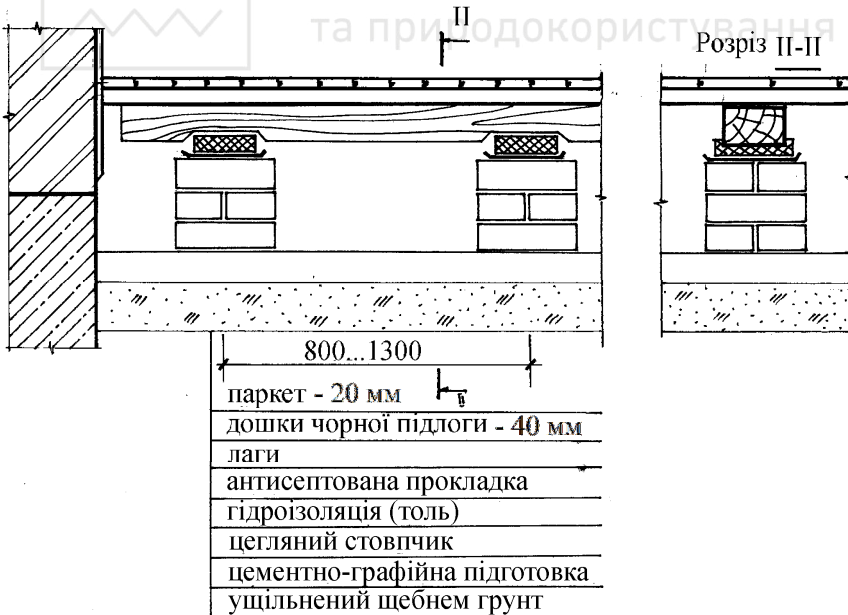 та природокористування
II
Розріз II-II
800...1300
II
паркет - 20 мм
дошки чорної підлоги - 40 мм
лаги
антисептована прокладка
гідроізоляція (толь)
цегляний стовпчик
цементно-графійна підготовка
ущільнений щебнем грунт